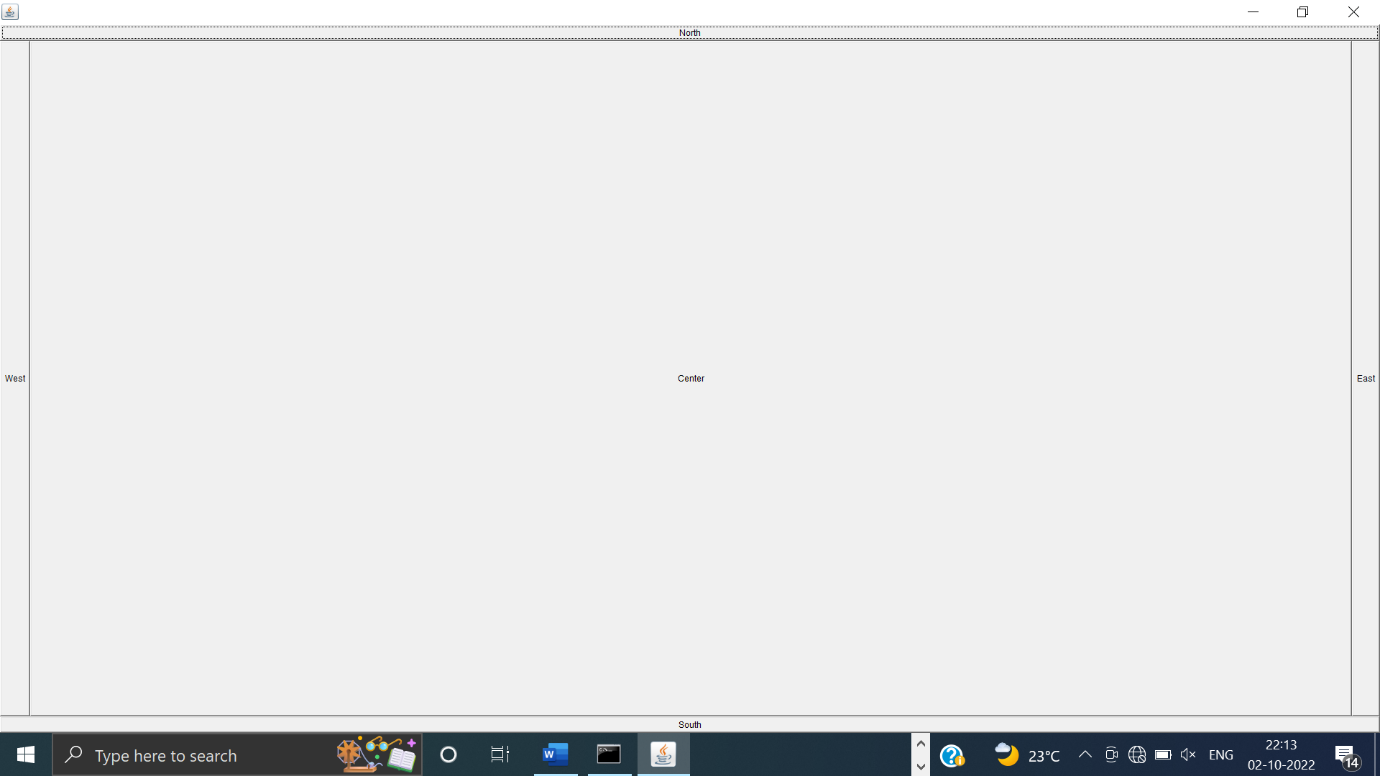 North
West
Center
East
South
Type here to search
W
23°C
ENG
22:13
02-10-2022
14